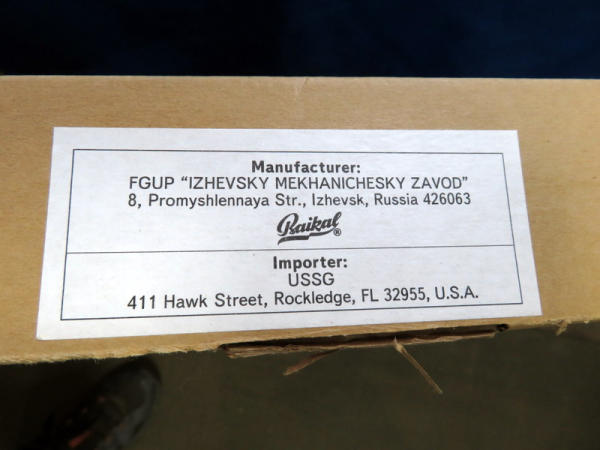 Manufacturer:
FGUP “IZHEVSKY MEKHANICHESKY ZAVOD”
8, Promyshlennaya Str., Izhevsk, Russia 426063
Baikal®
Importer:
USSG
411 Hawk Street, Rockledge, FL 32955, U.S.A.